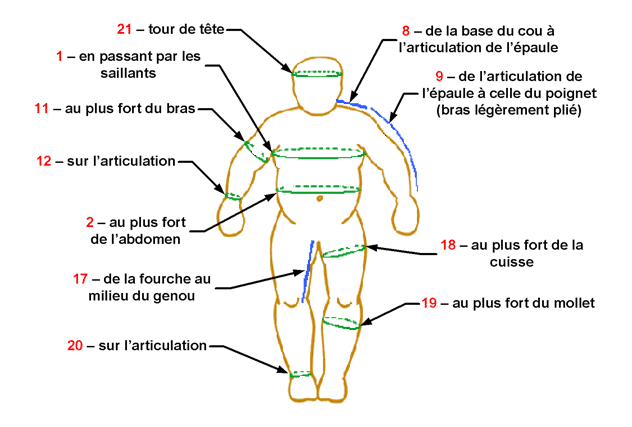 21 – tour de tête
8 – de la base du cou à
l'articulation de l'épaule
1 – en passant par les
saillants
9 – de l'articulation de
l'épaule à celle du poignet
(bras légèrement plié)
11 – au plus fort du bras
12 – sur l'articulation
2 – au plus fort
de l'abdomen
18 – au plus fort de la
cuisse
17 – de la fourche au
milieu du genou
19 – au plus fort du mollet
20 – sur l'articulation